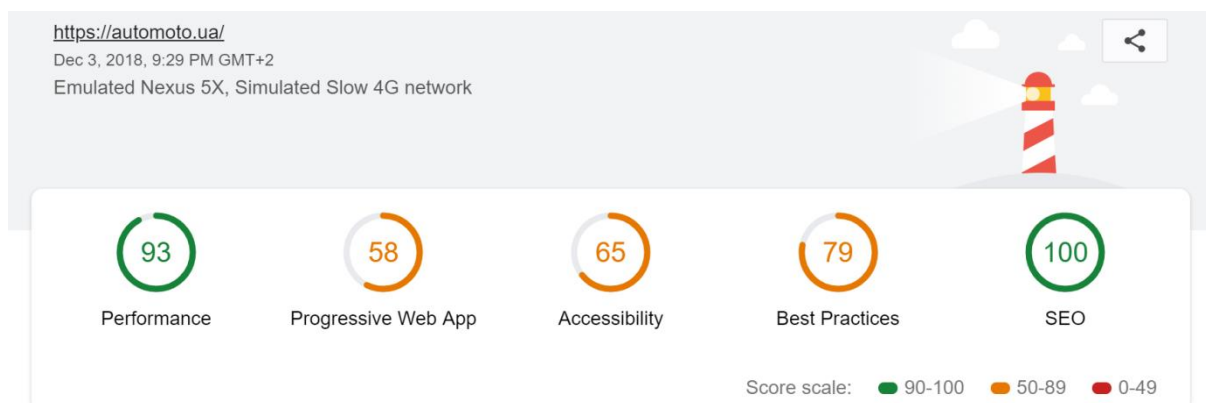 https://automoto.ua/
Dec 3, 2018, 9:29 PM GMT+2
Emulated Nexus 5X, Simulated Slow 4G network
93 58 65 79 100
Performance Progressive Web App Accessibility Best Practices SEO
Score scale: 90-100 50-89 0-49